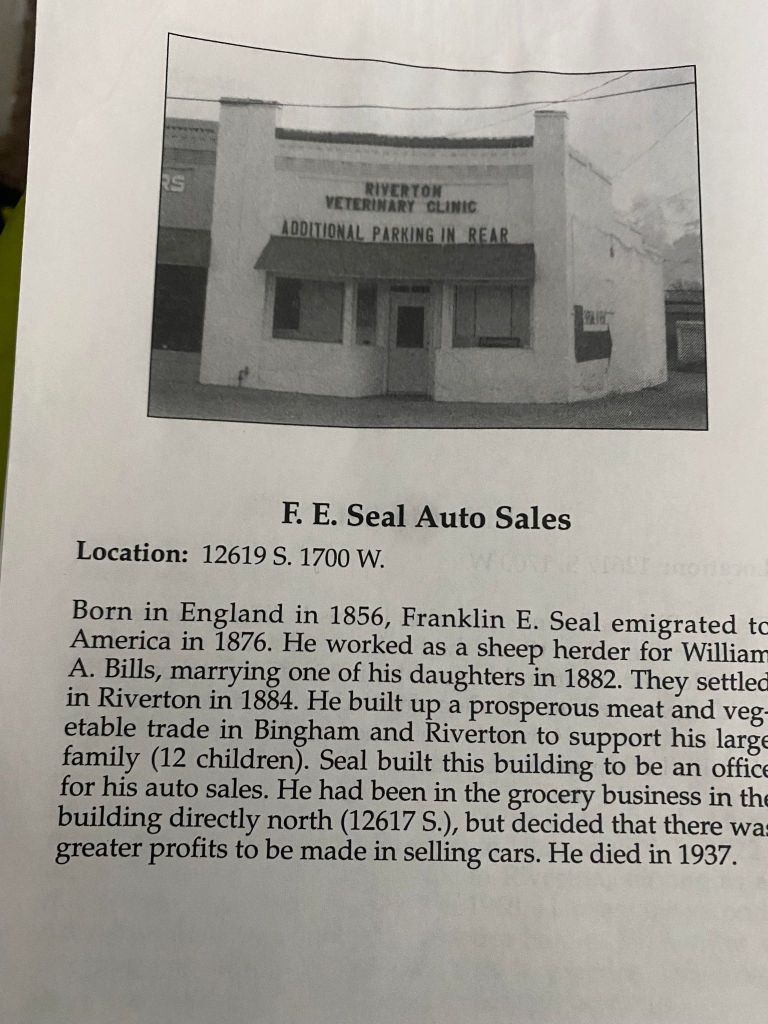 RS
RIVERTON
VETERINARY CLINIC
ADDITIONAL PARKING IN REAR
F. E. Seal Auto Sales
Location: 12619 S. 1700 W.
Born in England in 1856, Franklin E. Seal emigrated to
America in 1876. He worked as a sheep herder for William
A. Bills, marrying one of his daughters in 1882. They settled
in Riverton in 1884. He built up a prosperous meat and veg-
etable trade in Bingham and Riverton to support his large
family (12 children). Seal built this building to be an office
for his auto sales. He had been in the grocery business in the
building directly north (12617 S.), but decided that there was
greater profits to be made in selling cars. He died in 1937.